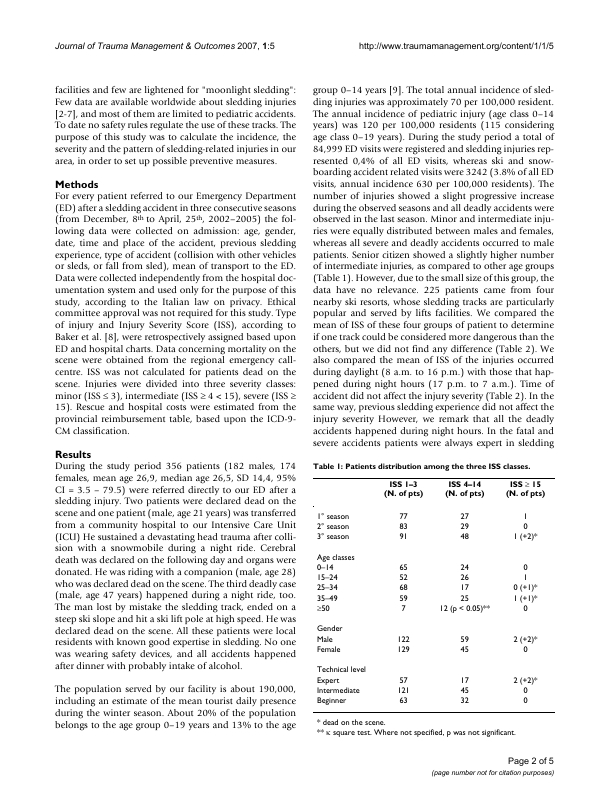 Journal of Trauma Management & Outcomes 2007, 1:5
http://www.traumamanagement.org/content/1/1/5
facilities and few are lightened for "moonlight sledding":
Few data are available worldwide about sledding injuries
[2-7], and most of them are limited to pediatric accidents.
To date no safety rules regulate the use of these tracks. The
purpose of this study was to calculate the incidence, the
severity and the pattern of sledding-related injuries in our
area, in order to set up possible preventive measures.
Methods
For every patient referred to our Emergency Department
(ED) after a sledding accident in three consecutive seasons
(from December, 8th to April, 25th, 2002–2005) the fol-
lowing data were collected on admission: age, gender,
date, time and place of the accident, previous sledding
experience, type of accident (collision with other vehicles
or sleds, or fall from sled), mean of transport to the ED.
Data were collected independently from the hospital doc-
umentation system and used only for the purpose of this
study, according to the Italian law on privacy. Ethical
committee approval was not required for this study. Type
of injury and Injury Severity Score (ISS), according to
Baker et al. [8], were retrospectively assigned based upon
ED and hospital charts. Data concerning mortality on the
scene were obtained from the regional emergency call-
centre. ISS was not calculated for patients dead on the
scene. Injuries were divided into three severity classes:
minor (ISS ≤ 3), intermediate (ISS ≥ 4 < 15), severe (ISS ≥
15). Rescue and hospital costs were estimated from the
provincial reimbursement table, based upon the ICD-9-
CM classification.
Results
During the study period 356 patients (182 males, 174
females, mean age 26,9, median age 26,5, SD 14,4, 95%
CI = 3.5 – 79.5) were referred directly to our ED after a
sledding injury. Two patients were declared dead on the
scene and one patient (male, age 21 years) was transferred
from a community hospital to our Intensive Care Unit
(ICU) He sustained a devastating head trauma after colli-
sion with a snowmobile during a night ride. Cerebral
death was declared on the following day and organs were
donated. He was riding with a companion (male, age 28)
who was declared dead on the scene. The third deadly case
(male, age 47 years) happened during a night ride, too.
The man lost by mistake the sledding track, ended on a
steep ski slope and hit a ski lift pole at high speed. He was
declared dead on the scene. All these patients were local
residents with known good expertise in sledding. No one
was wearing safety devices, and all accidents happened
after dinner with probably intake of alcohol.
The population served by our facility is about 190,000,
including an estimate of the mean tourist daily presence
during the winter season. About 20% of the population
belongs to the age group 0–19 years and 13% to the age
group 0–14 years [9]. The total annual incidence of sled-
ding injuries was approximately 70 per 100,000 resident.
The annual incidence of pediatric injury (age class 0–14
years) was 120 per 100,000 residents (115 considering
age class 0–19 years). During the study period a total of
84,999 ED visits were registered and sledding injuries rep-
resented 0,4% of all ED visits, whereas ski and snow-
boarding accident related visits were 3242 (3.8% of all ED
visits, annual incidence 630 per 100,000 residents). The
number of injuries showed a slight progressive increase
during the observed seasons and all deadly accidents were
observed in the last season. Minor and intermediate inju-
ries were equally distributed between males and females,
whereas all severe and deadly accidents occurred to male
patients. Senior citizen showed a slightly higher number
of intermediate injuries, as compared to other age groups
(Table 1). However, due to the small size of this group, the
data have no relevance. 225 patients came from four
nearby ski resorts, whose sledding tracks are particularly
popular and served by lifts facilities. We compared the
mean of ISS of these four groups of patient to determine
if one track could be considered more dangerous than the
others, but we did not find any difference (Table 2). We
also compared the mean of ISS of the injuries occurred
during daylight (8 a.m. to 16 p.m.) with those that hap-
pened during night hours (17 p.m. to 7 a.m.). Time of
accident did not affect the injury severity (Table 2). In the
same way, previous sledding experience did not affect the
injury severity However, we remark that all the deadly
accidents happened during night hours. In the fatal and
severe accidents patients were always expert in sledding
Table 1: Patients distribution among the three ISS classes.
. ISS 1–3 (N. of pts) ISS 4–14 (N. of pts) ISS ≥ 15 (N. of pts)
1° season 77 27 1
2° season 83 29 0
3° season 91 48 1 (+2)*
Age classes
0–14 65 24 0
15–24 52 26 1
25–34 68 17 0 (+1)*
35–49 59 25 1 (+1)*
≥50 7 12 (p < 0.05)** 0
Gender
Male 122 59 2 (+2)*
Female 129 45 0
Technical level
Expert 57 17 2 (+2)*
Intermediate 121 45 0
Beginner 63 32 0
* dead on the scene.
** κ square test. Where not specified, p was not significant.
Page 2 of 5
(page number not for citation purposes)